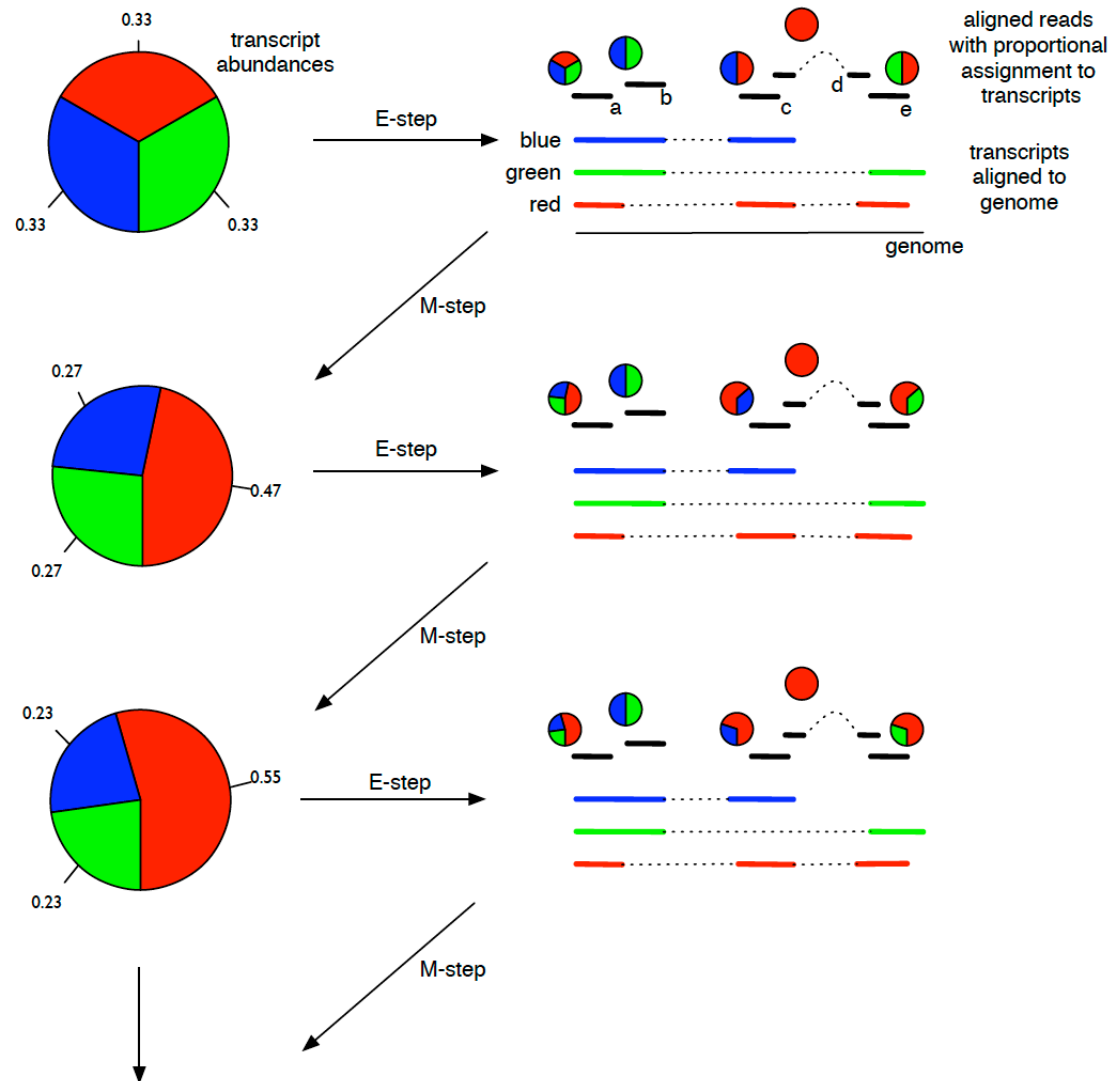 0.33
transcript
abundances
0.33
0.33
E-step
aligned reads
with proportional
assignment to
transcripts
a
b
c
d
e
blue
green
red
transcripts
aligned to
genome
genome
M-step
0.27
0.47
0.27
E-step
M-step
0.23
0.55
0.23
E-step
M-step